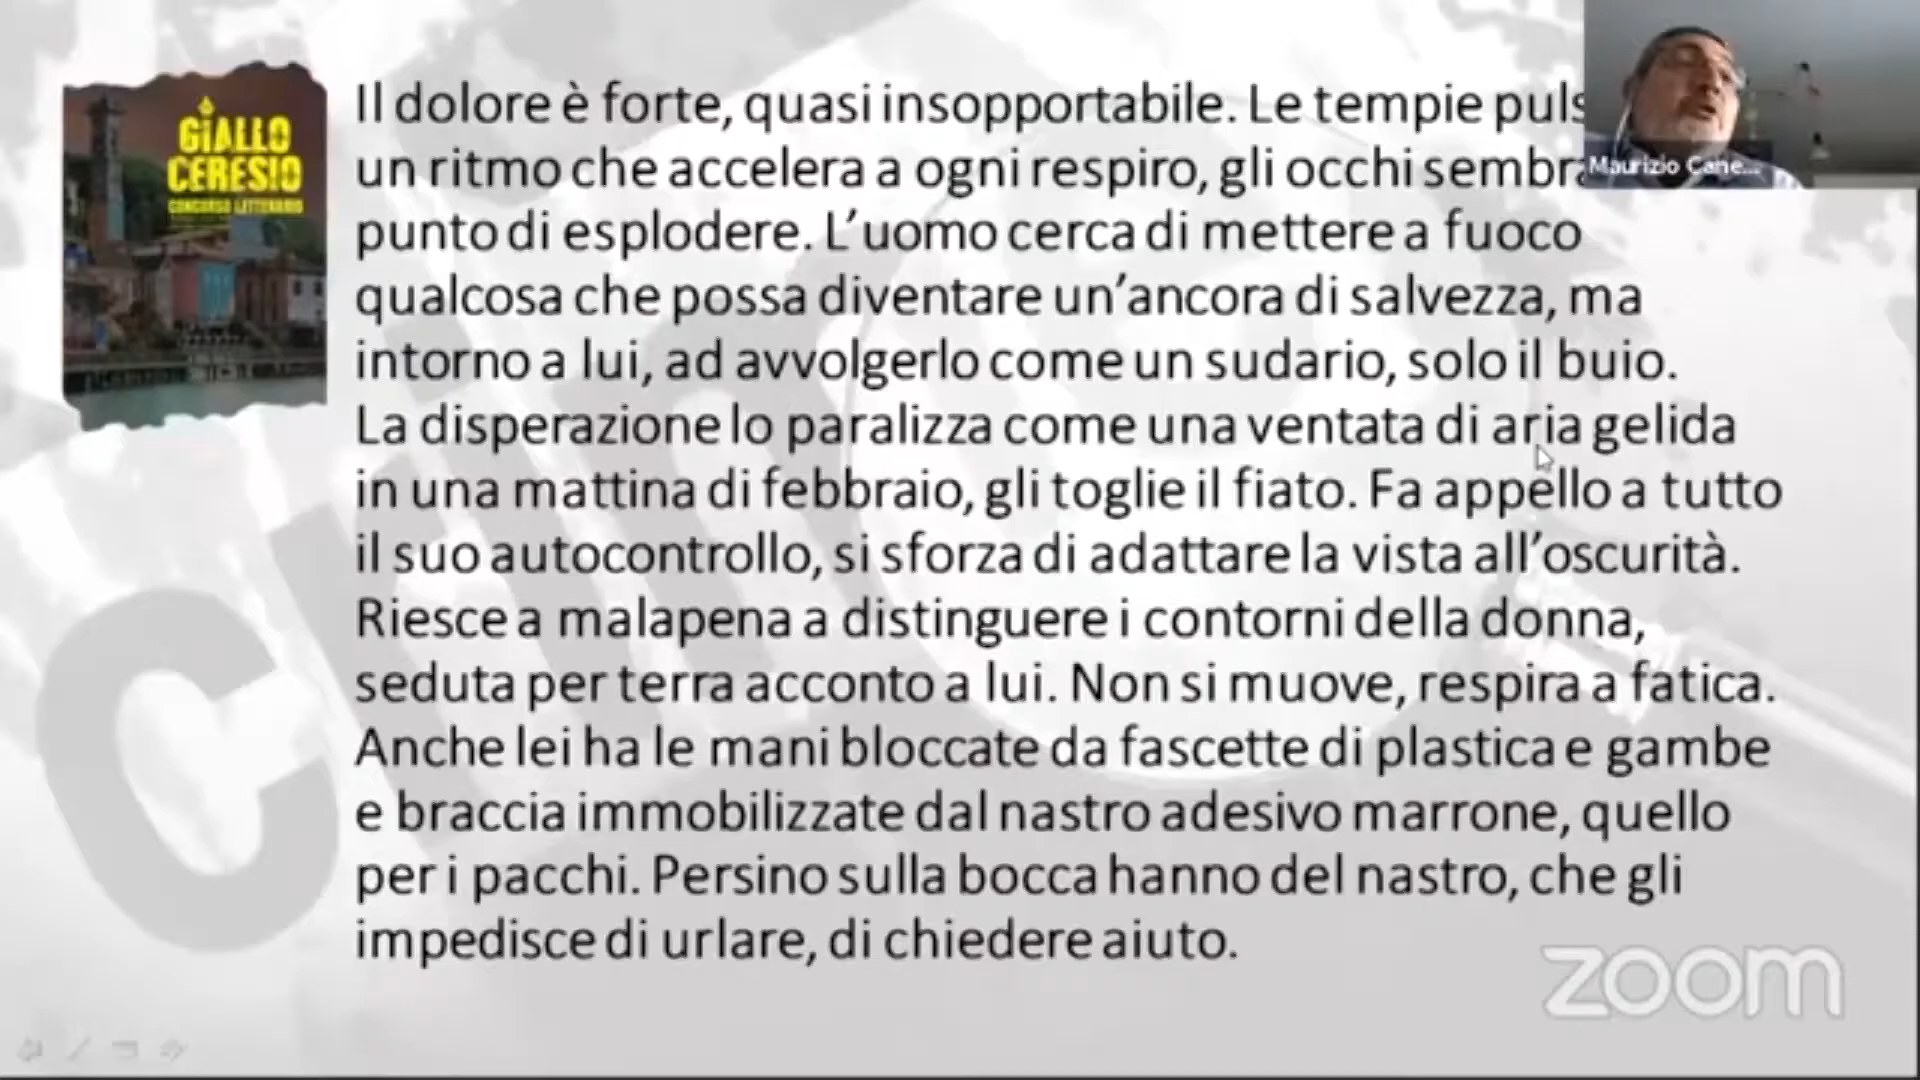 GIALLO
CERESIO
CONCORSO LETTERARIO
Il dolore è forte, quasi insopportabile. Le tempie puls
un ritmo che accelera a ogni respiro, gli occhi sembra
Maurizio Cane...
punto di esplodere. L’uomo cerca di mettere a fuoco
qualcosa che possa diventare un’ancora di salvezza, ma
intorno a lui, ad avvolgerlo come un sudario, solo il buio.
La disperazione lo paralizza come una ventata di aria gelida
in una mattina di febbraio, gli toglie il fiato. Fa appello a tutto
il suo autocontrollo, si sforza di adattare la vista all’oscurità.
Riesce a malapena a distinguere i contorni della donna,
seduta per terra acconto a lui. Non si muove, respira a fatica.
Anche lei ha le mani bloccate da fascette di plastica e gambe
e braccia immobilizzate dal nastro adesivo marrone, quello
per i pacchi. Persino sulla bocca hanno del nastro, che gli
impedisce di urlare, di chiedere aiuto.
zoom